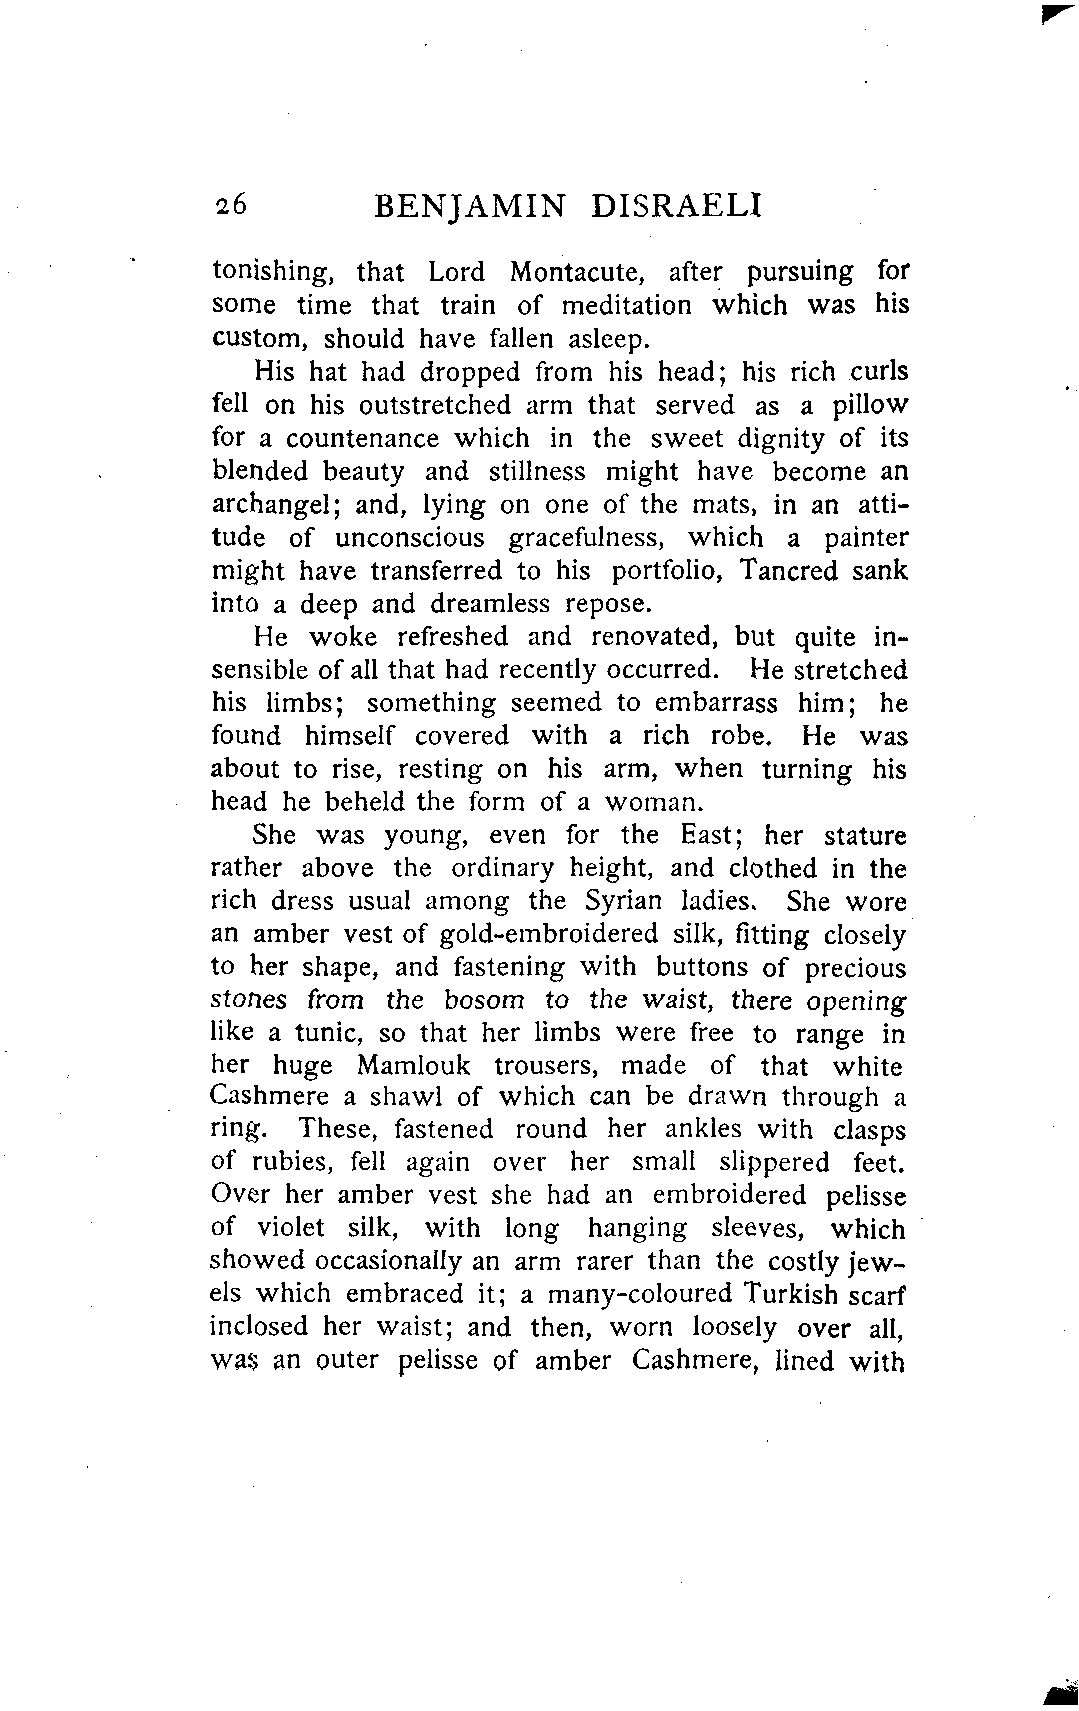 26 BENJAMIN DISRAELI
tonishing, that Lord Montacute, after pursuing for
some time that train of meditation which was his
custom, should have fallen asleep.
His hat had dropped from his head; his rich curls
fell on his outstretched arm that served as a pillow
for a countenance which in the sweet dignity of its
blended beauty and stillness might have become an
archangel; and, lying on one of the mats, in an atti-
tude of unconscious gracefulness, which a painter
might have transferred to his portfolio, Tancred sank
into a deep and dreamless repose.
He woke refreshed and renovated, but quite in-
sensible of all that had recently occurred. He stretched
his limbs; something seemed to embarrass him; he
found himself covered with a rich robe. He was
about to rise, resting on his arm, when turning his
head he beheld the form of a woman.
She was young, even for the East; her stature
rather above the ordinary height, and clothed in the
rich dress usual among the Syrian ladies. She wore
an amber vest of gold-embroidered silk, fitting closely
to her shape, and fastening with buttons of precious
stones from the bosom to the waist, there opening
like a tunic, so that her limbs were free to range in
her huge Mamlouk trousers, made of that white
Cashmere a shawl of which can be drawn through a
ring. These, fastened round her ankles with clasps
of rubies, fell again over her small slippered feet.
Over her amber vest she had an embroidered pelisse
of violet silk, with long hanging sleeves, which
showed occasionally an arm rarer than the costly jew-
els which embraced it; a many-coloured Turkish scarf
inclosed her waist; and then, worn loosely over all,
was an outer pelisse of amber Cashmere, lined with